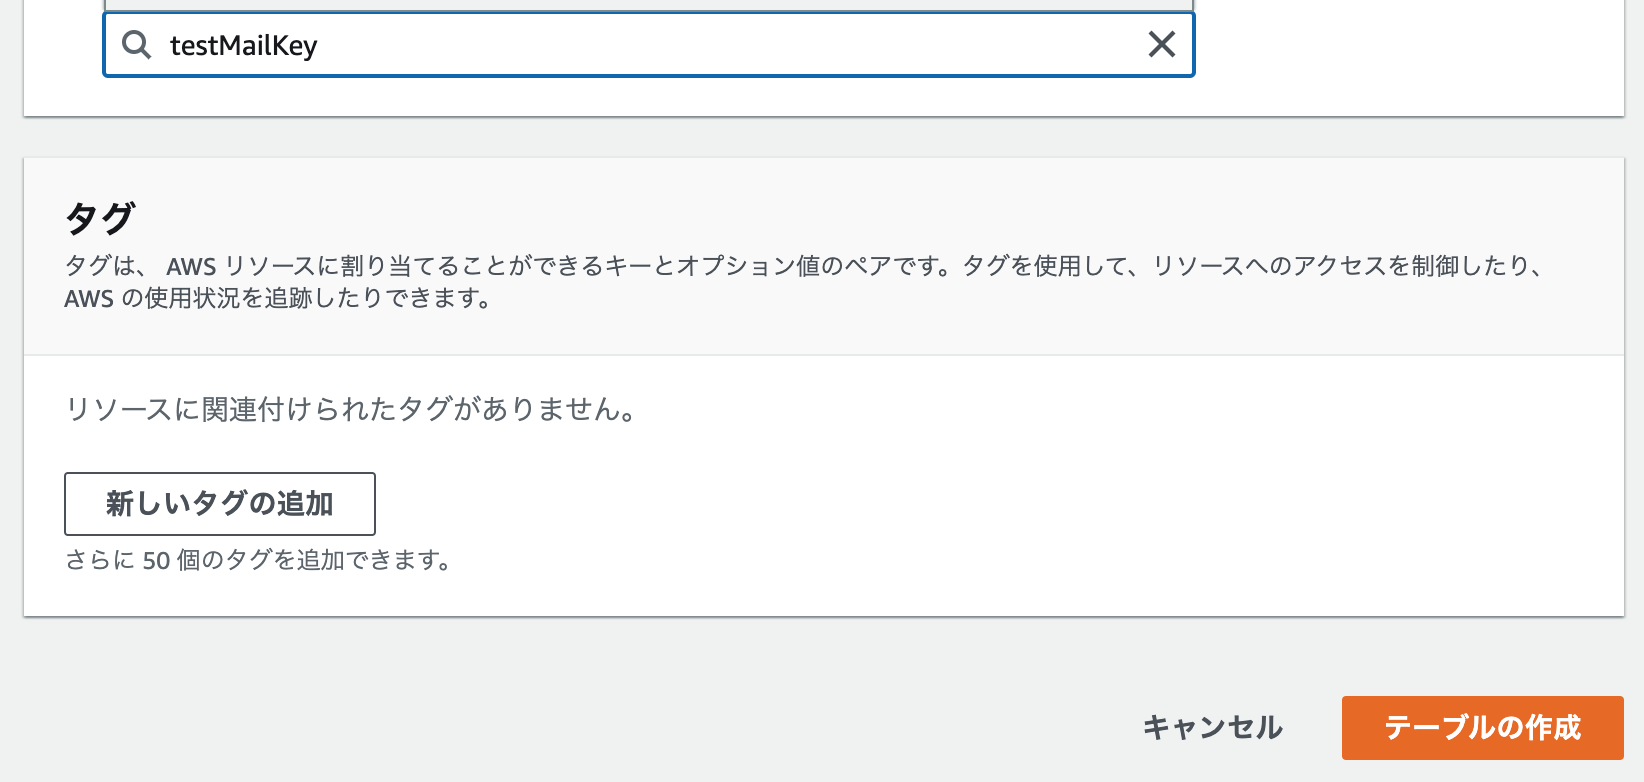 testMailKey
タグ
タグは、 AWS リソースに割り当てることができるキーとオプション値のペアです。タグを使用して、リソースへのアクセスを制御したり、
AWS の使用状況を追跡したりできます。
リソースに関連付けられたタグがありません。
新しいタグの追加
さらに 50 個のタグを追加できます。
キャンセル
テーブルの作成